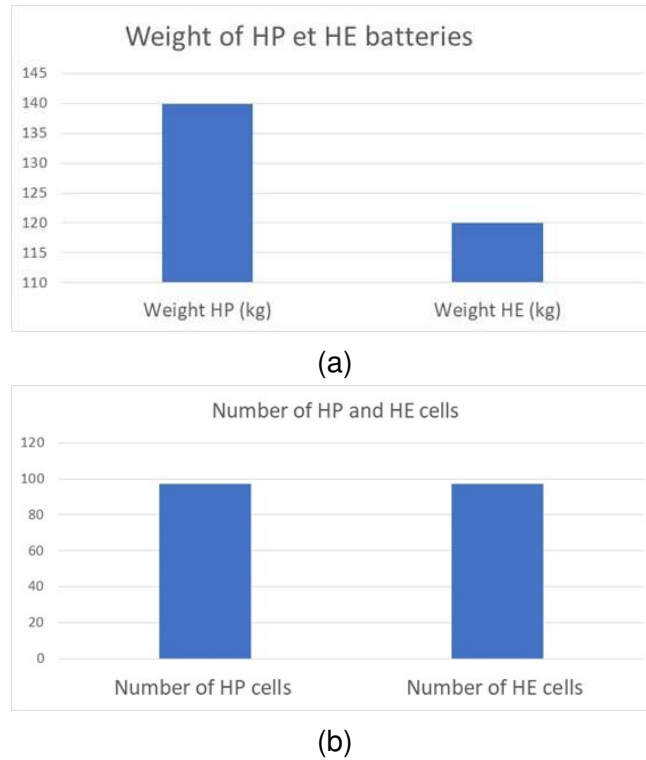 Weight of HP et HE batteries
145
140
135
130
125
120
115
110
Weight HP (kg) Weight HE (kg)
(a)
Number of HP and HE cells
120
100
80
60
40
20
0
Number of HP cells Number of HE cells
(b)